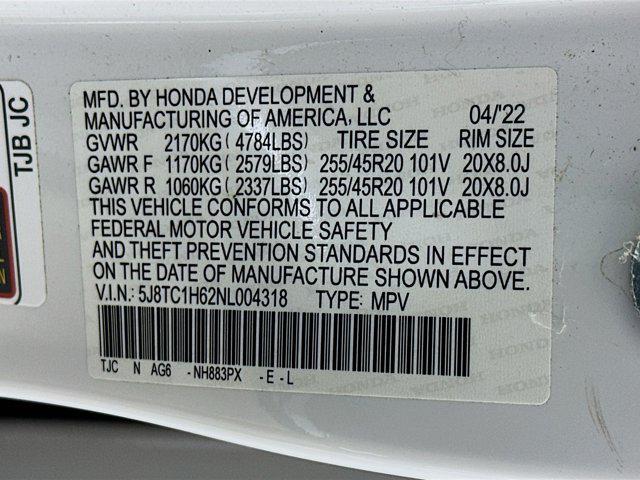 MFD. BY HONDA DEVELOPMENT &
MANUFACTURING OF AMERICA, LLC 04/'22
GVWR 2170KG (4784LBS) TIRE SIZE RIM SIZE
GAWR F 1170KG (2579LBS) 255/45R20 101V 20X8.0J
GAWR R 1060KG (2337LBS) 255/45R20 101V 20X8.0J
THIS VEHICLE CONFORMS TO ALL APPLICABLE
FEDERAL MOTOR VEHICLE SAFETY
AND THEFT PREVENTION STANDARDS IN EFFECT
ON THE DATE OF MANUFACTURE SHOWN ABOVE.
V.I.N.: 5J8TC1H62NL004318 TYPE: MPV
TJC N AG6 -NH883PX -E-L
TJB JC